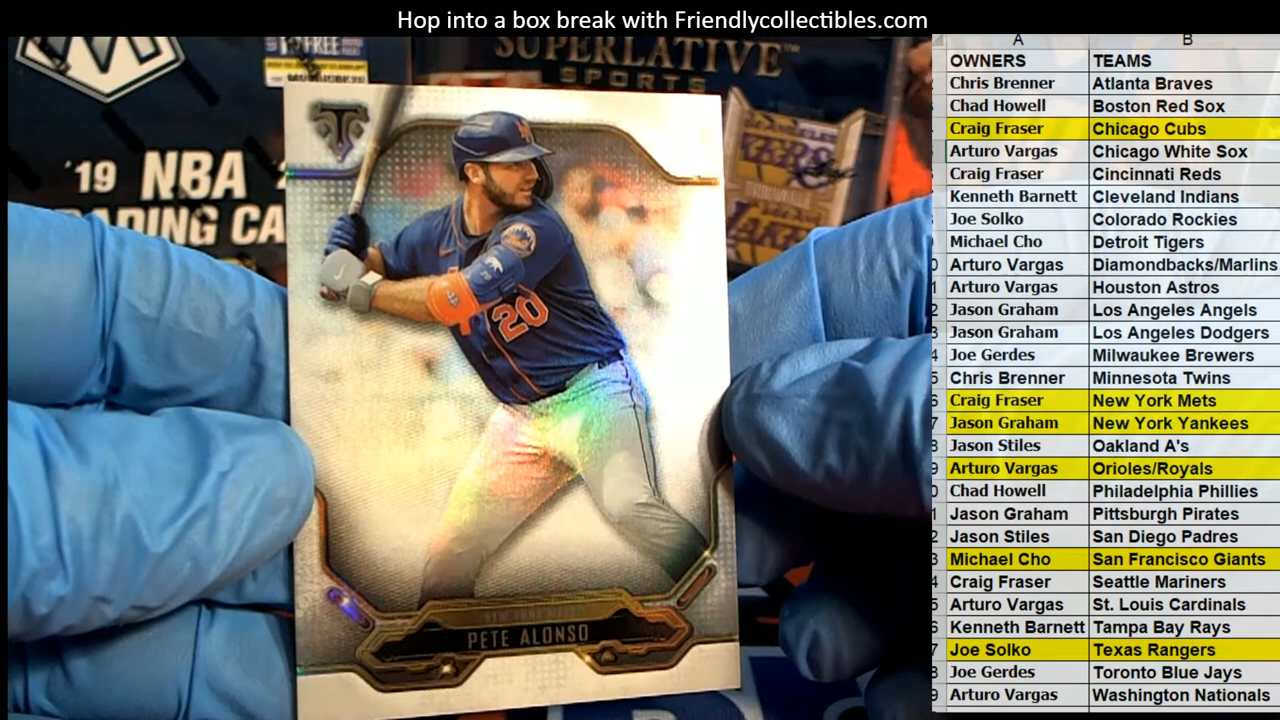 Hop into a box break with Friendlycollectibles.com
FREE
SUPERLATIVE™
SPORTS
'19 NBA
ADING CA
LAKERS
20
PETE ALONSO
A B
OWNERS TEAMS
Chris Brenner Atlanta Braves
Chad Howell Boston Red Sox
Craig Fraser Chicago Cubs
Arturo Vargas Chicago White Sox
Craig Fraser Cincinnati Reds
Kenneth Barnett Cleveland Indians
Joe Solko Colorado Rockies
Michael Cho Detroit Tigers
Arturo Vargas Diamondbacks/Marlins
Arturo Vargas Houston Astros
Jason Graham Los Angeles Angels
Jason Graham Los Angeles Dodgers
Joe Gerdes Milwaukee Brewers
Chris Brenner Minnesota Twins
Craig Fraser New York Mets
Jason Graham New York Yankees
Jason Stiles Oakland A's
Arturo Vargas Orioles/Royals
Chad Howell Philadelphia Phillies
Jason Graham Pittsburgh Pirates
Jason Stiles San Diego Padres
Michael Cho San Francisco Giants
Craig Fraser Seattle Mariners
Arturo Vargas St. Louis Cardinals
Kenneth Barnett Tampa Bay Rays
Joe Solko Texas Rangers
Joe Gerdes Toronto Blue Jays
Arturo Vargas Washington Nationals